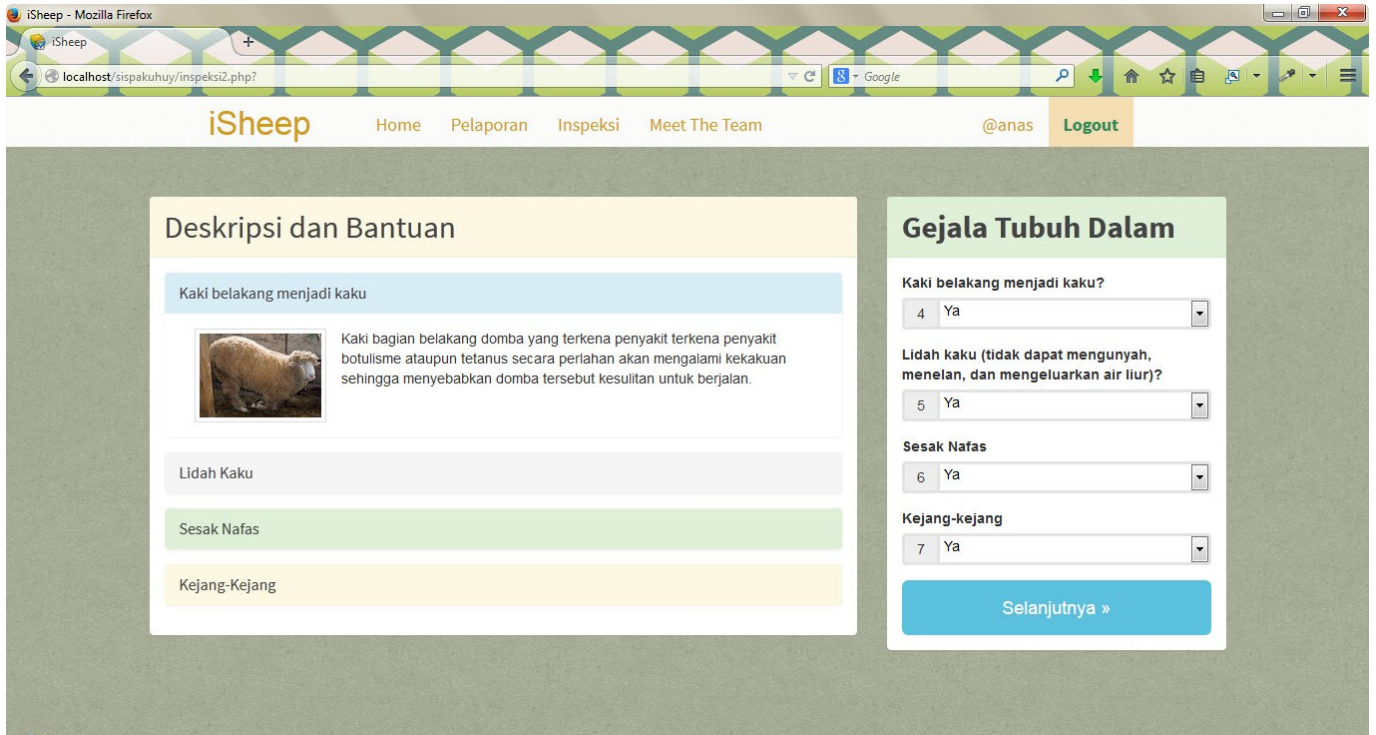 iSheep - Mozilla Firefox
iSheep
localhost/sispakuhuy/inspeksi2.php?
Google
iSheep Home Pelaporan Inspeksi Meet The Team @anas Logout
Deskripsi dan Bantuan
Kaki belakang menjadi kaku
Kaki bagian belakang domba yang terkena penyakit terkena penyakit
botulisme ataupun tetanus secara perlahan akan mengalami kekakuan
sehingga menyebabkan domba tersebut kesulitan untuk berjalan.
Lidah Kaku
Sesak Nafas
Kejang-Kejang
Gejala Tubuh Dalam
Kaki belakang menjadi kaku?
4 Ya
Lidah kaku (tidak dapat mengunyah,
menelan, dan mengeluarkan air liur)?
5 Ya
Sesak Nafas
6 Ya
Kejang-kejang
7 Ya
Selanjutnya »